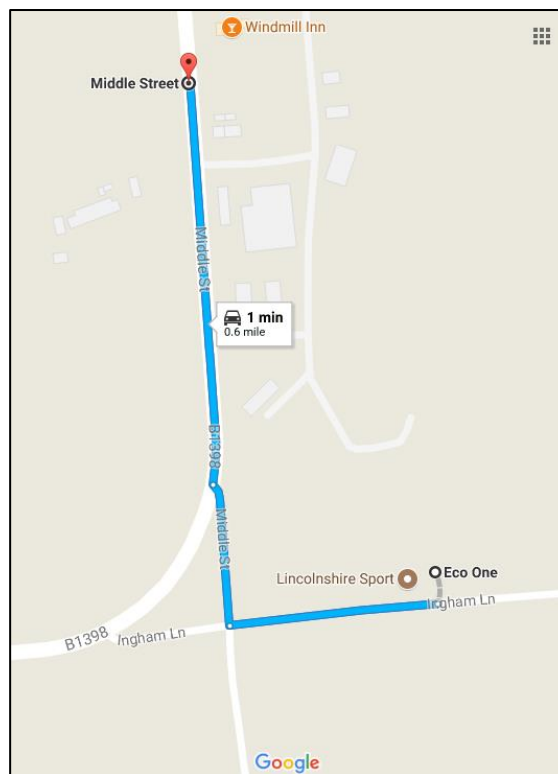 Windmill Inn
Middle Street
Middle St
1 min
0.6 mile
B1398
Middle St
Lincolnshire Sport
Eco One
Ingham Ln
Ingham Ln
B1398
Google